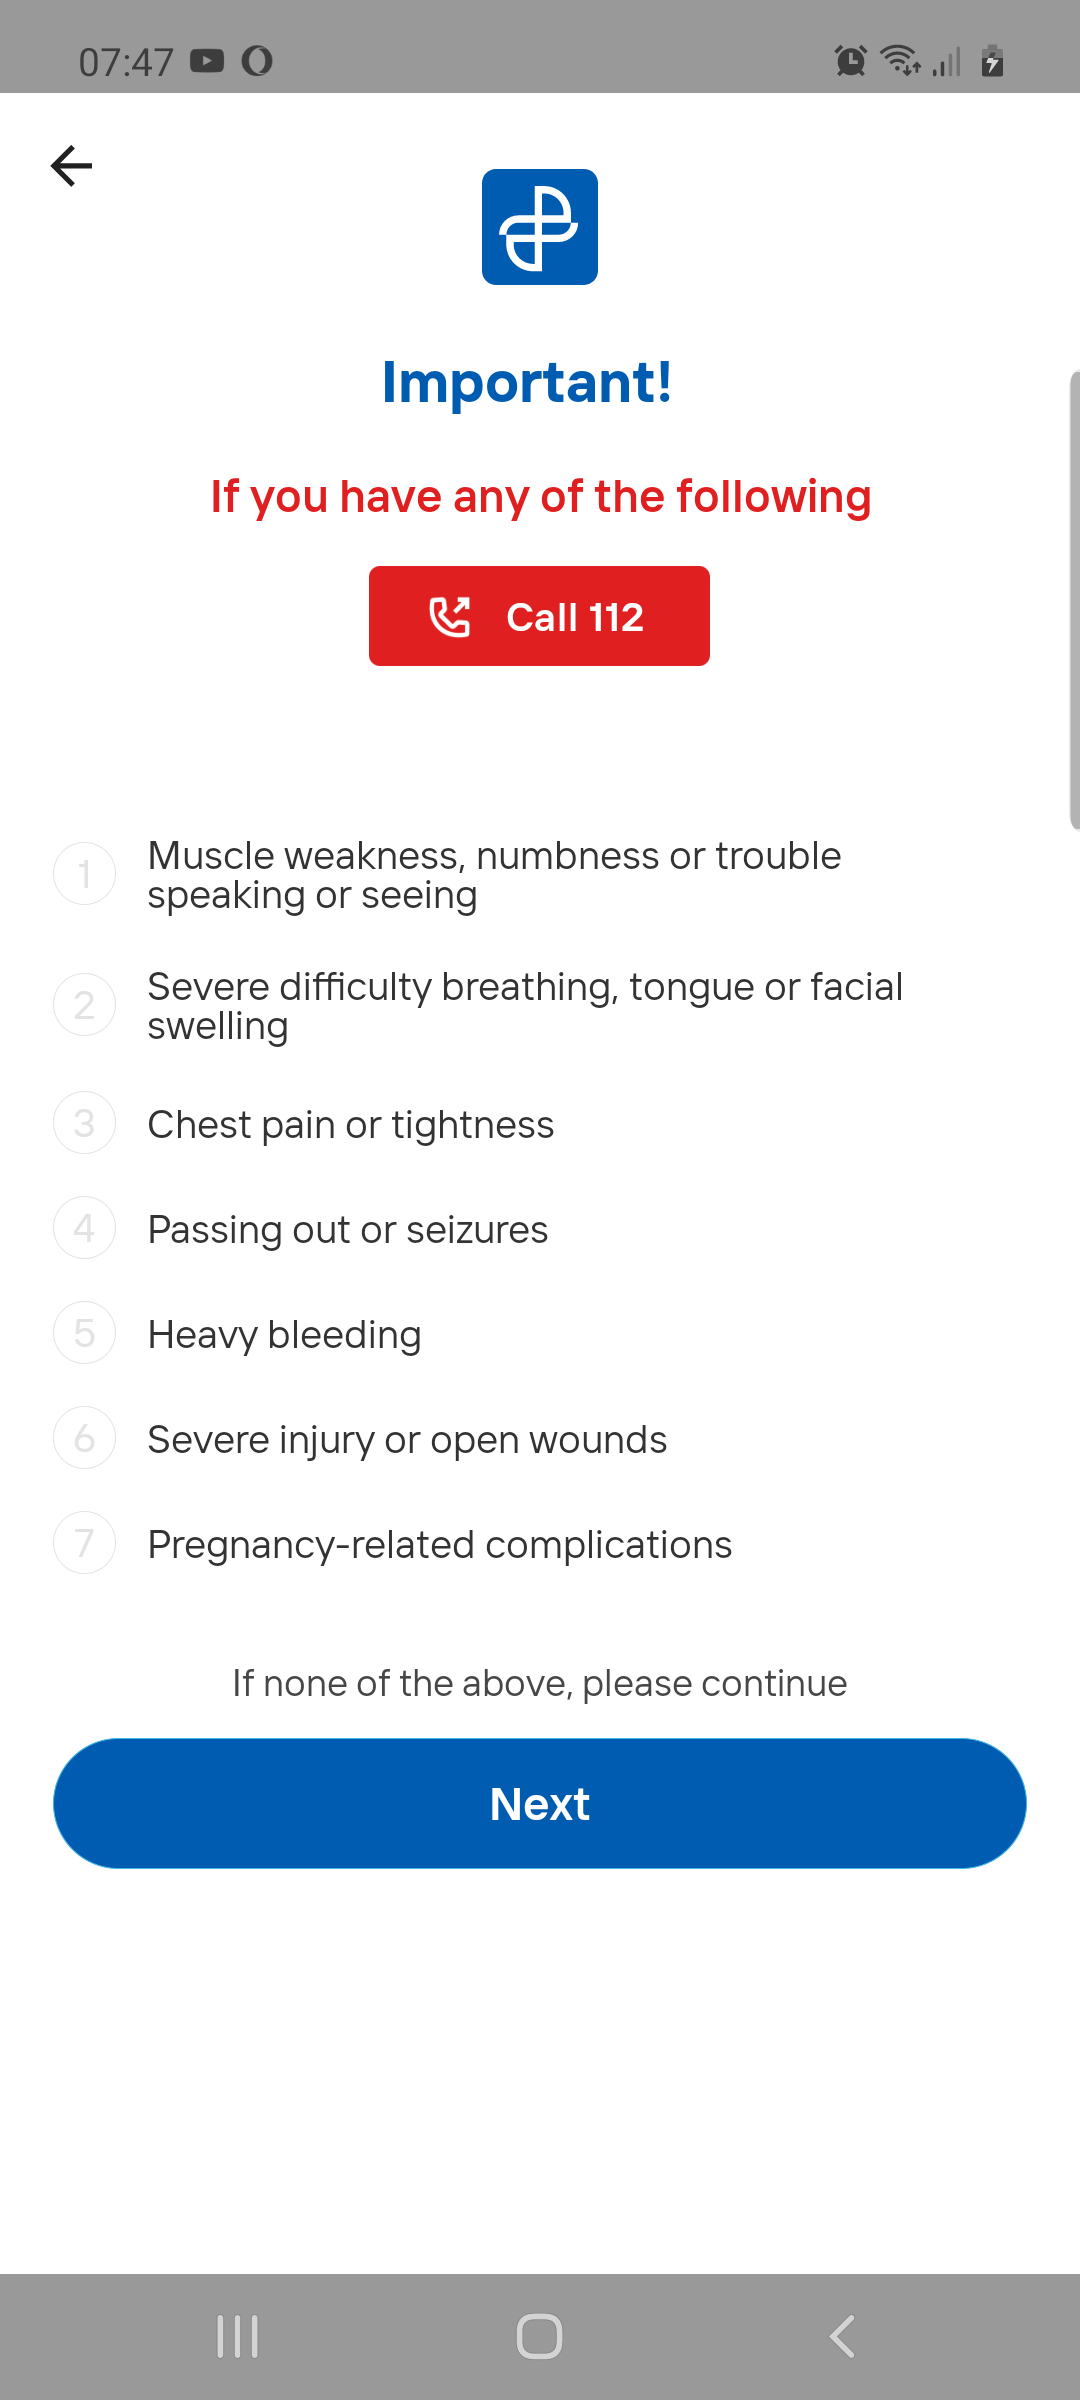 07:47
Important!
If you have any of the following
Call 112
1
Muscle weakness, numbness or trouble
speaking or seeing
2
Severe difficulty breathing, tongue or facial
swelling
3
Chest pain or tightness
4
Passing out or seizures
5
Heavy bleeding
6
Severe injury or open wounds
7
Pregnancy-related complications
If none of the above, please continue
Next